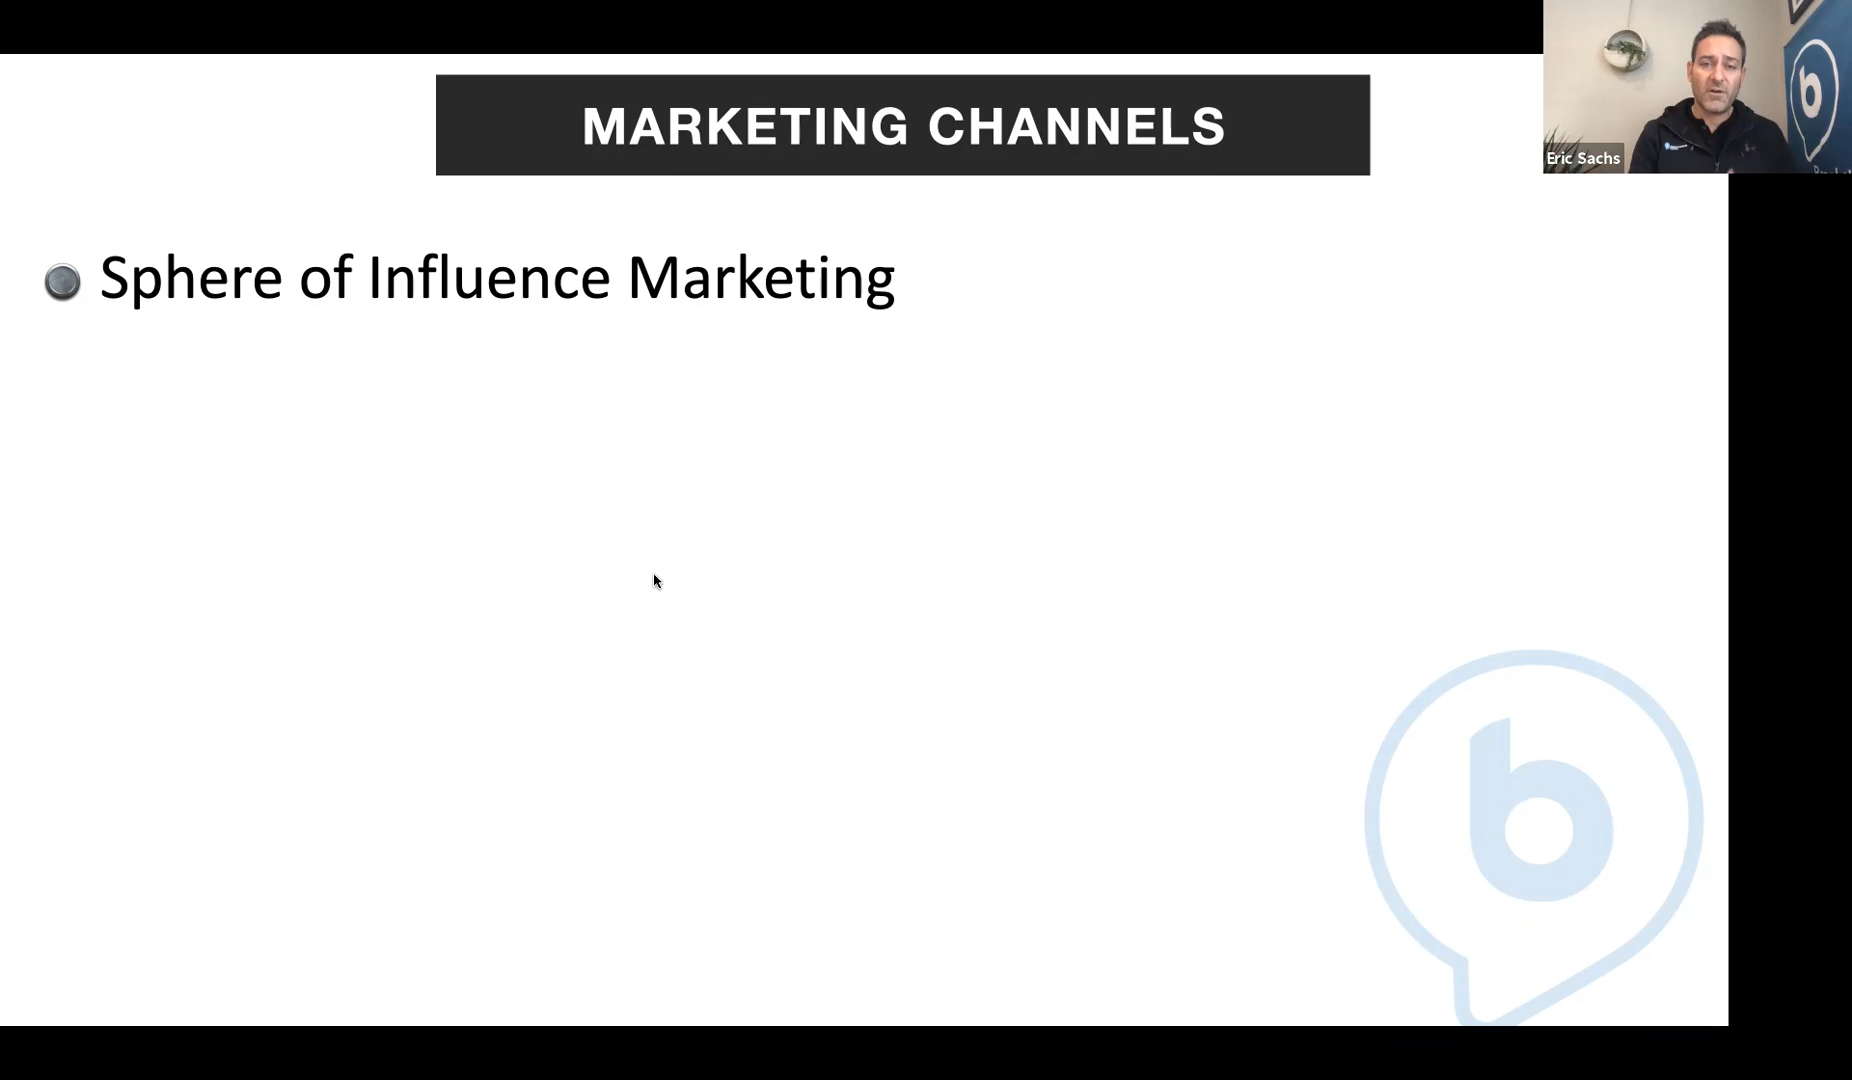 MARKETING CHANNELS
Sphere of Influence Marketing
Eric Sachs
b
b